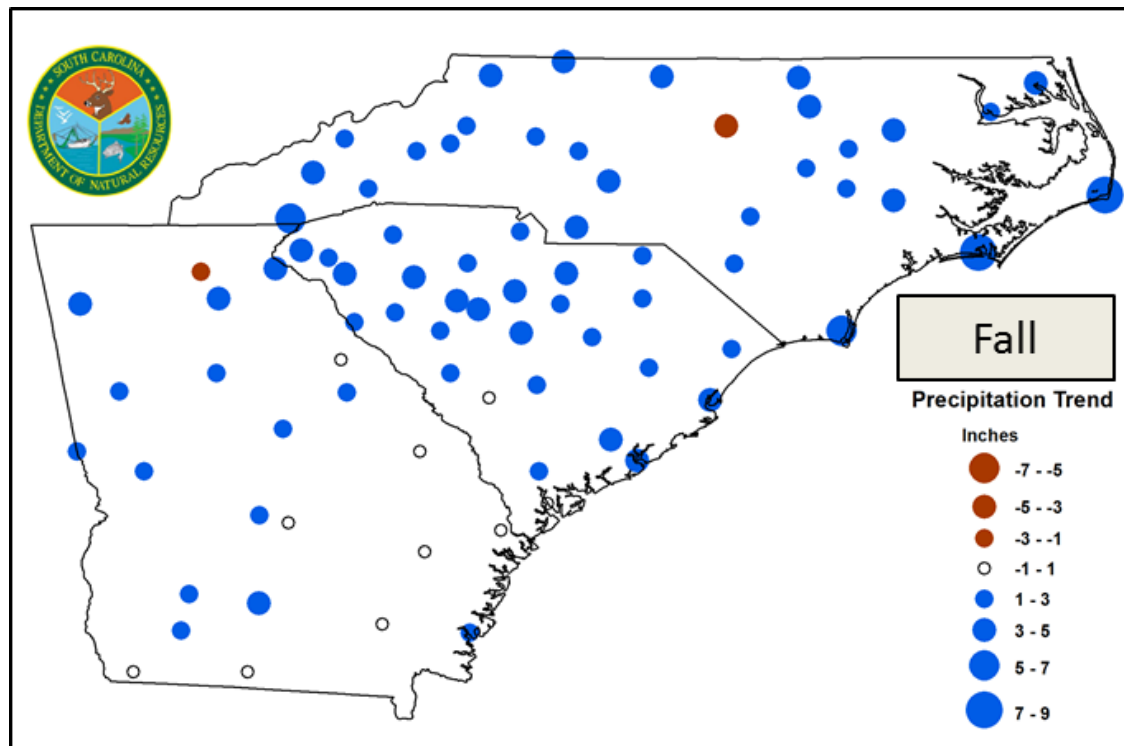 SOUTH CAROLINA
DEPARTMENT OF NATURAL RESOURCES
Fall
Precipitation Trend
Inches
-7 - -5
-5 - -3
-3 - -1
-1 - 1
1 - 3
3 - 5
5 - 7
7 - 9